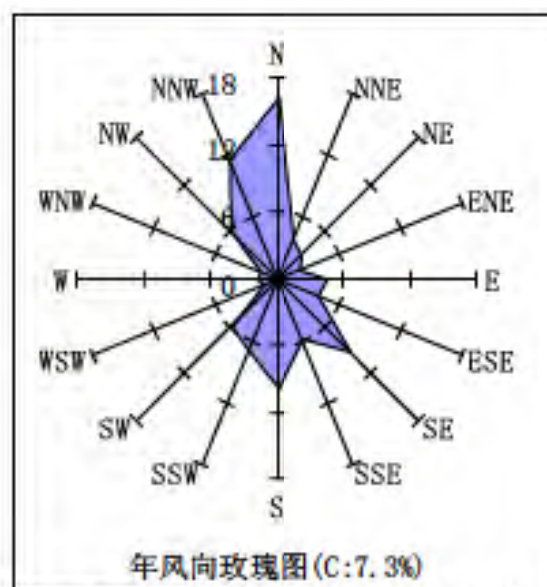 N
18
NNW
NNE
NW
12
NE
WNW
6
ENE
W
0
E
WSW
ESE
SW
SE
SSW
SSE
S
年风向玫瑰图(C:7.3%)